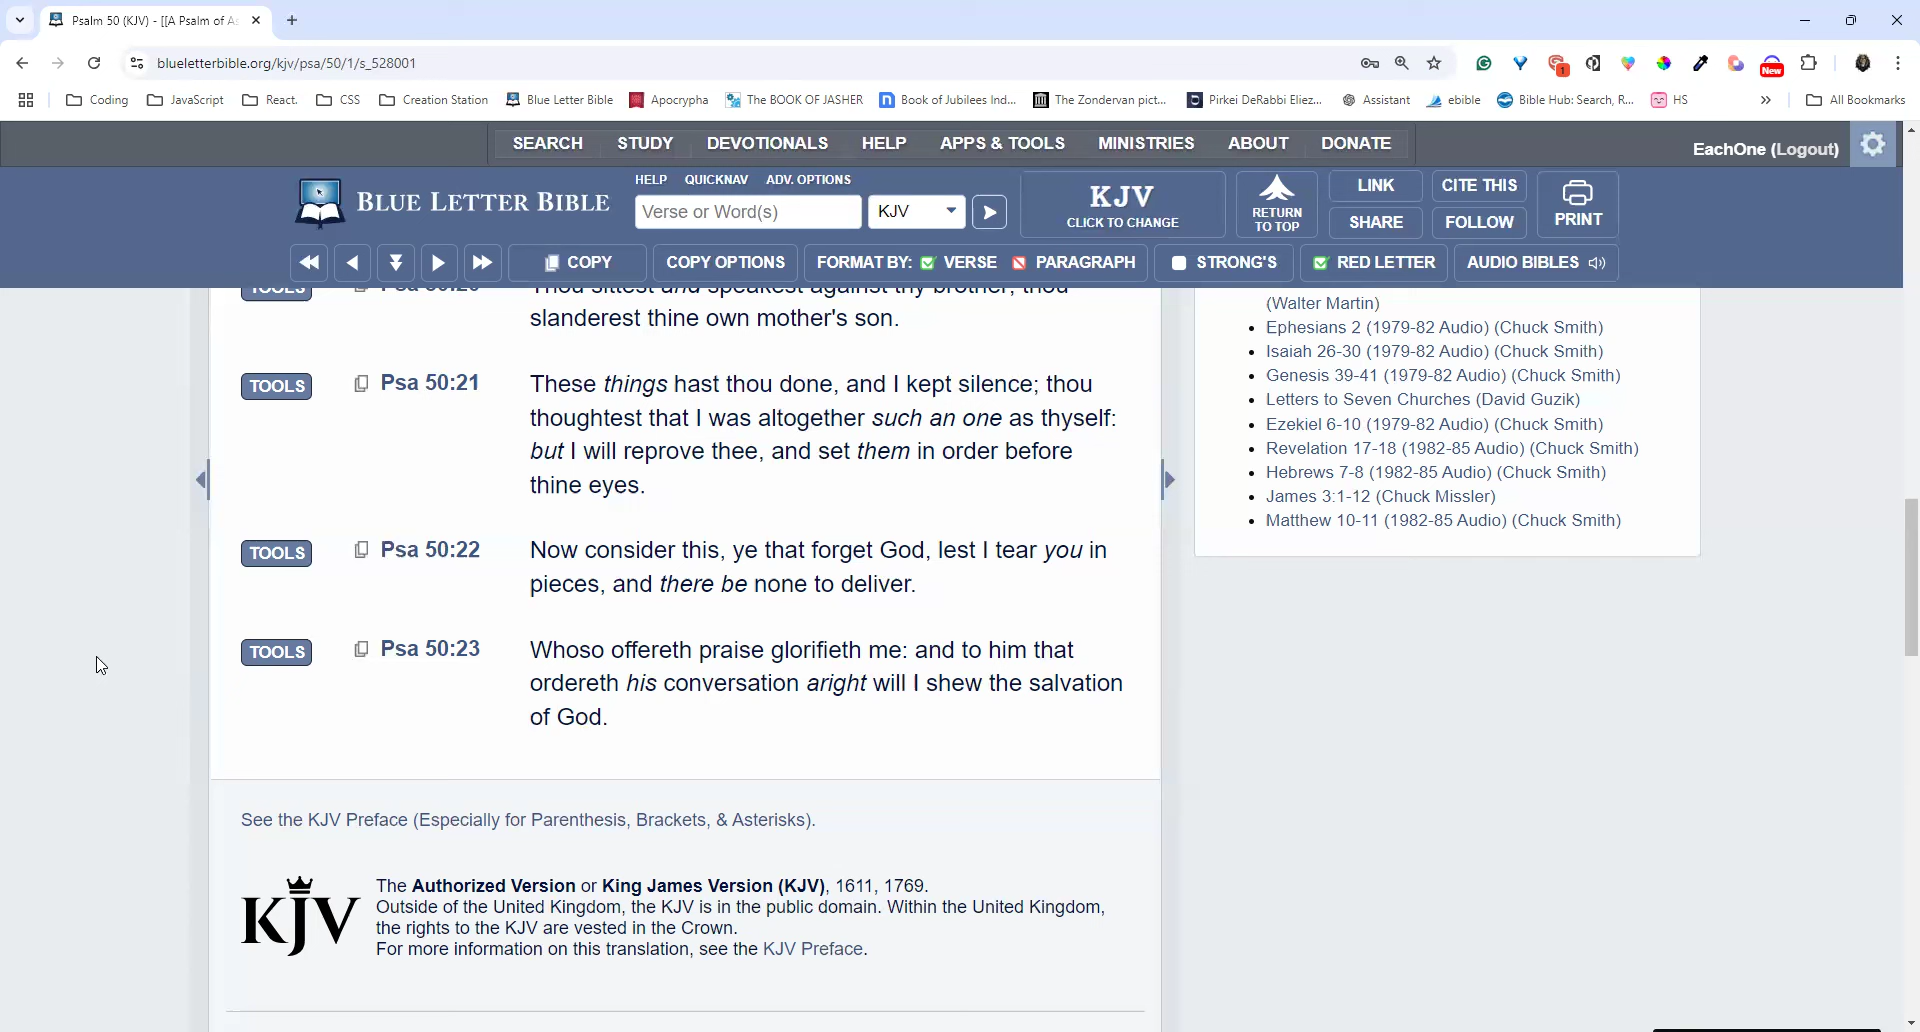 Psalm 50 (KJV) - [[A Psalm of As
blueletterbible.org/kjv/psa/50/1/s_528001
1
New
Coding JavaScript React. CSS Creation Station Blue Letter Bible Apocrypha The BOOK OF JASHER Book of Jubilees Ind... The Zondervan pict... Pirkei DeRabbi Eliez... Assistant ebible Bible Hub: Search, R... HS » All Bookmarks
SEARCH STUDY DEVOTIONALS HELP APPS & TOOLS MINISTRIES ABOUT DONATE
EachOne (Logout)
HELP QUICKNAV ADV. OPTIONS
BLUE LETTER BIBLE
Verse or Word(s)
KJV
KJV
CLICK TO CHANGE
RETURN
TO TOP
LINK
CITE THIS
SHARE
FOLLOW
PRINT
COPY COPY OPTIONS FORMAT BY: VERSE PARAGRAPH STRONG'S RED LETTER AUDIO BIBLES
TOOLS Psa 50:20 Thou sittest and speakest against thy brother; thou
slanderest thine own mother's son.
TOOLS Psa 50:21 These things hast thou done, and I kept silence; thou
thoughtest that I was altogether such an one as thyself:
but I will reprove thee, and set them in order before
thine eyes.
TOOLS Psa 50:22 Now consider this, ye that forget God, lest I tear you in
pieces, and there be none to deliver.
TOOLS Psa 50:23 Whoso offereth praise glorifieth me: and to him that
ordereth his conversation aright will I shew the salvation
of God.
See the KJV Preface (Especially for Parenthesis, Brackets, & Asterisks).
KJV
The Authorized Version or King James Version (KJV), 1611, 1769.
Outside of the United Kingdom, the KJV is in the public domain. Within the United Kingdom,
the rights to the KJV are vested in the Crown.
For more information on this translation, see the KJV Preface.
(Walter Martin)
• Ephesians 2 (1979-82 Audio) (Chuck Smith)
• Isaiah 26-30 (1979-82 Audio) (Chuck Smith)
• Genesis 39-41 (1979-82 Audio) (Chuck Smith)
• Letters to Seven Churches (David Guzik)
• Ezekiel 6-10 (1979-82 Audio) (Chuck Smith)
• Revelation 17-18 (1982-85 Audio) (Chuck Smith)
• Hebrews 7-8 (1982-85 Audio) (Chuck Smith)
• James 3:1-12 (Chuck Missler)
• Matthew 10-11 (1982-85 Audio) (Chuck Smith)